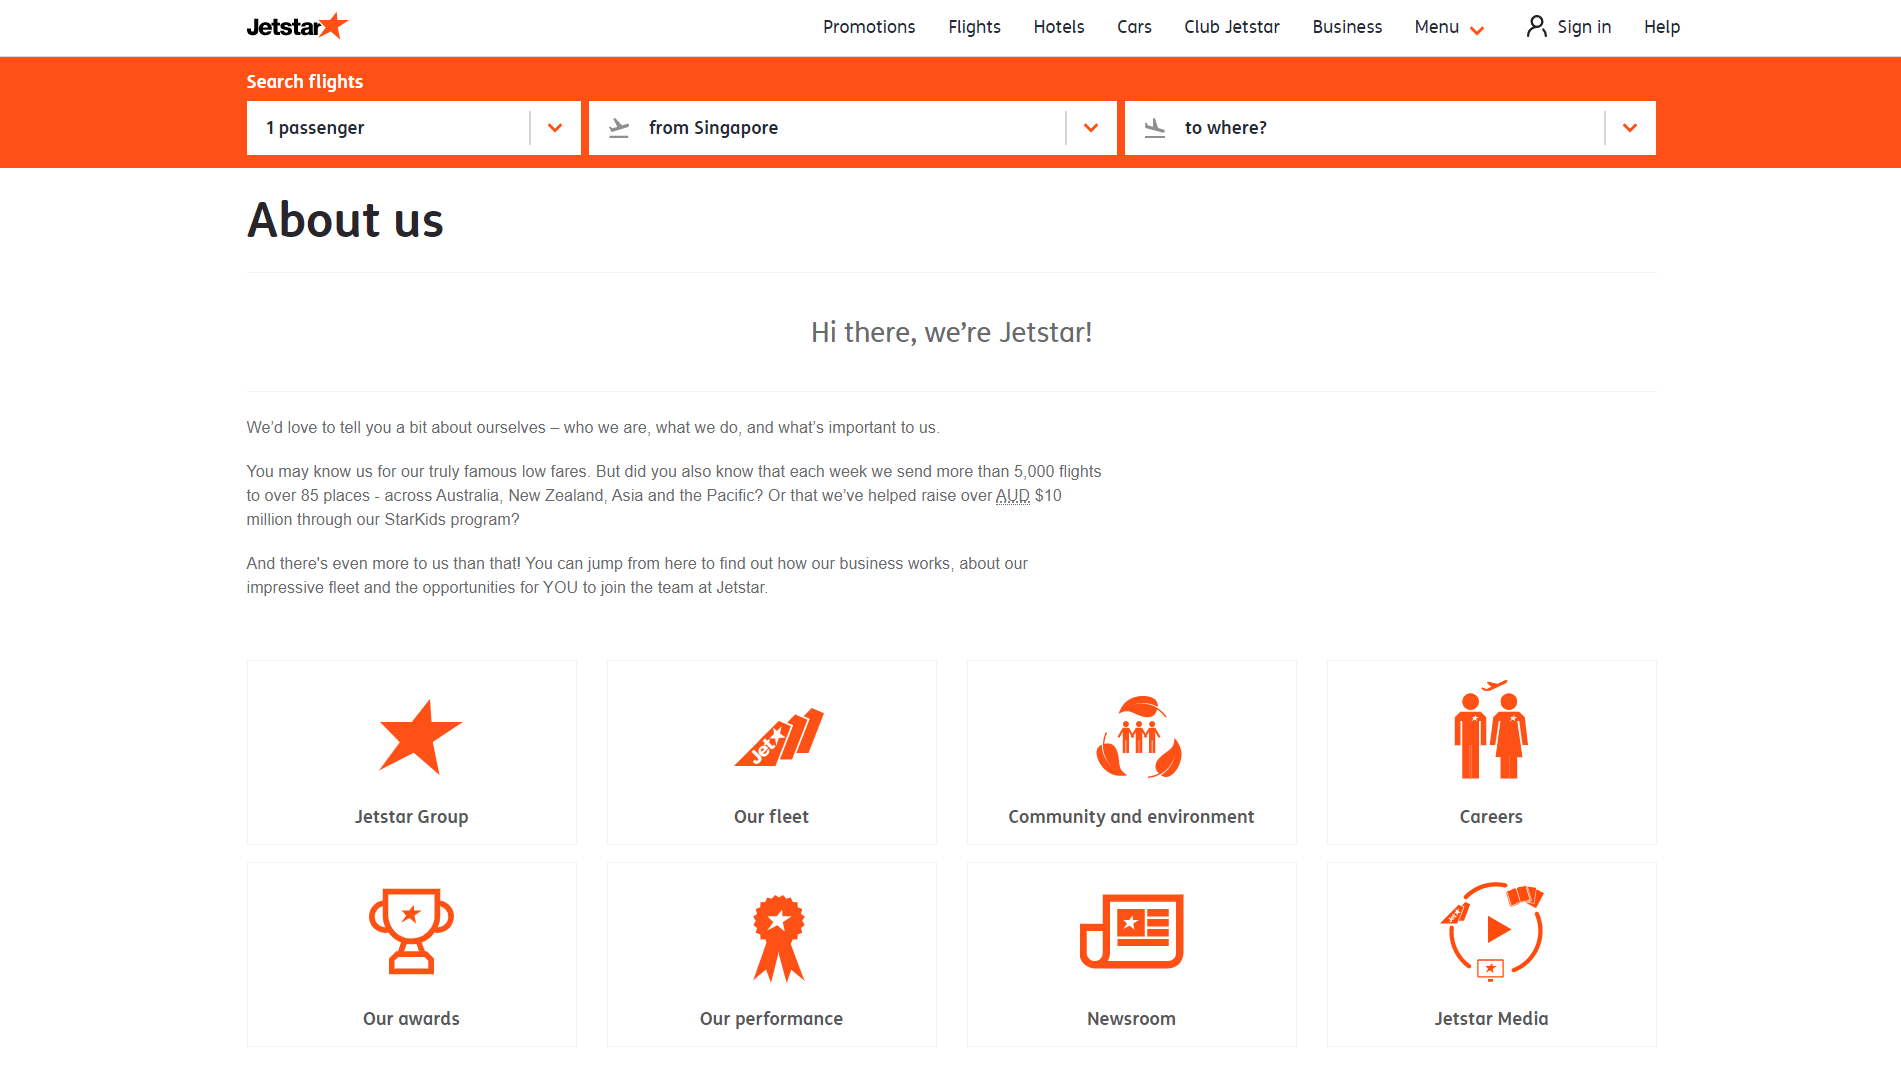 Jetstar
Promotions Flights Hotels Cars Club Jetstar Business Menu Sign in Help
Search flights
1 passenger from Singapore to where?
About us
Hi there, we’re Jetstar!
We’d love to tell you a bit about ourselves – who we are, what we do, and what’s important to us.
You may know us for our truly famous low fares. But did you also know that each week we send more than 5,000 flights
to over 85 places - across Australia, New Zealand, Asia and the Pacific? Or that we’ve helped raise over AUD $10
million through our StarKids program?
And there's even more to us than that! You can jump from here to find out how our business works, about our
impressive fleet and the opportunities for YOU to join the team at Jetstar.
Jet
Jetstar Group Our fleet Community and environment Careers
Jet
Our awards Our performance Newsroom Jetstar Media